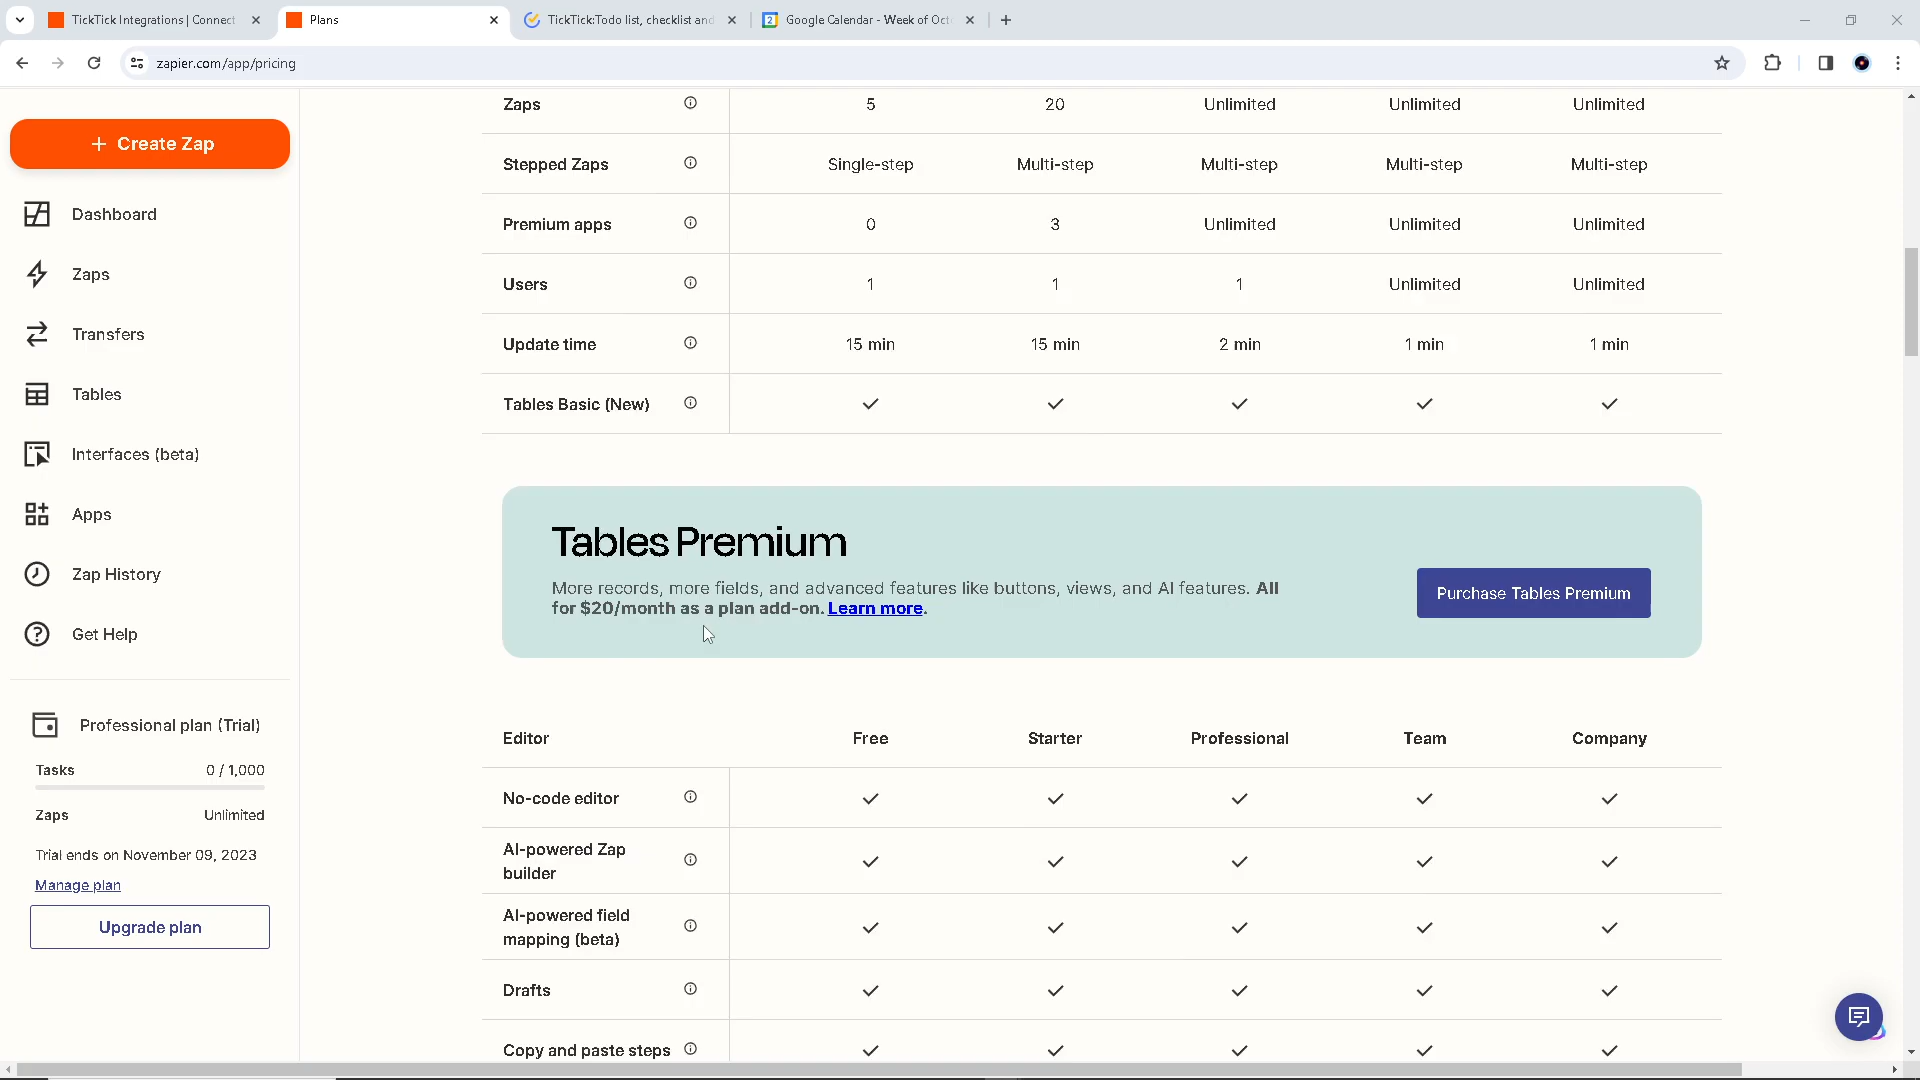 TickTick Integrations | Connect
Plans
TickTick:Todo list, checklist and
Google Calendar - Week of Octo
zapier.com/app/pricing
+ Create Zap
Dashboard
Zaps
Transfers
Tables
Interfaces (beta)
Apps
Zap History
Get Help
Professional plan (Trial)
Tasks 0 / 1,000
Zaps Unlimited
Trial ends on November 09, 2023
Manage plan
Upgrade plan
Zaps 5 20 Unlimited Unlimited Unlimited
Stepped Zaps Single-step Multi-step Multi-step Multi-step Multi-step
Premium apps 0 3 Unlimited Unlimited Unlimited
Users 1 1 1 Unlimited Unlimited
Update time 15 min 15 min 2 min 1 min 1 min
Tables Basic (New)
Tables Premium
More records, more fields, and advanced features like buttons, views, and AI features. All
for $20/month as a plan add-on. Learn more.
Purchase Tables Premium
Editor Free Starter Professional Team Company
No-code editor
AI-powered Zap
builder
AI-powered field
mapping (beta)
Drafts
Copy and paste steps